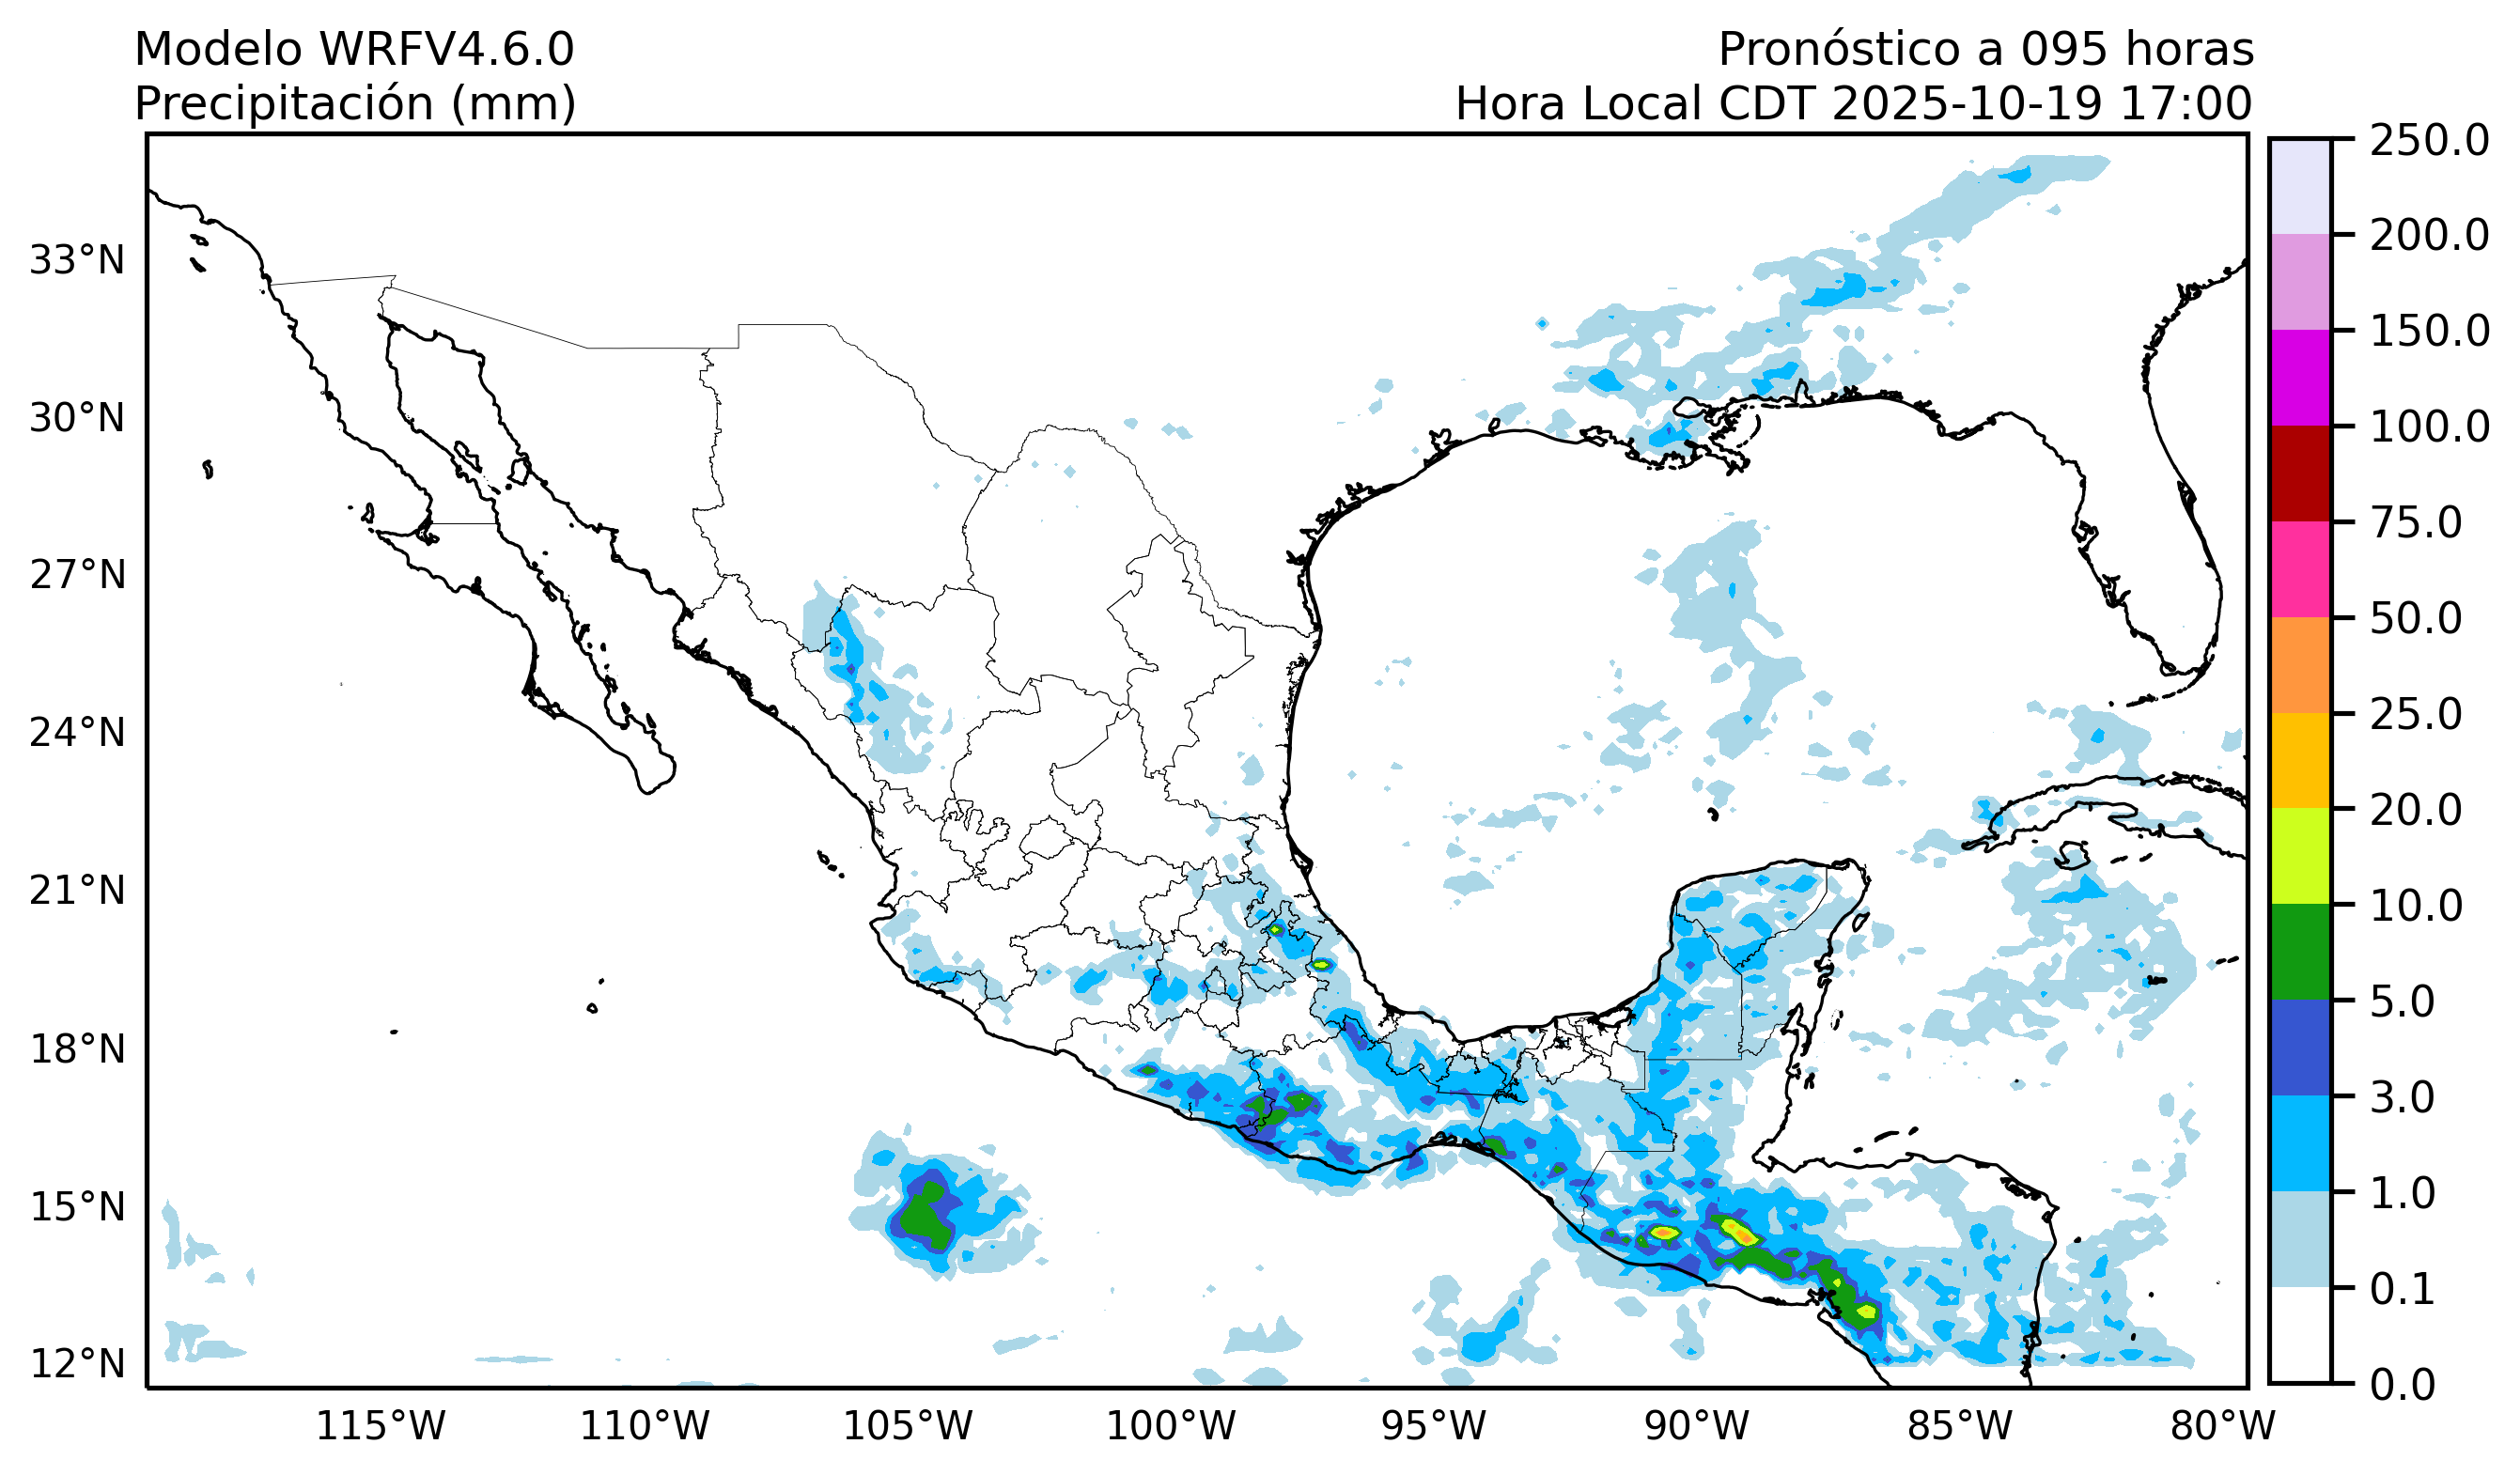 Modelo WRFV4.6.0
Precipitación (mm)
Pronóstico a 095 horas
Hora Local CDT 2025-10-19 17:00
33°N
30°N
27°N
24°N
21°N
18°N
15°N
12°N
115°W
110°W
105°W
100°W
95°W
90°W
85°W
80°W
250.0
200.0
150.0
100.0
75.0
50.0
25.0
20.0
10.0
5.0
3.0
1.0
0.1
0.0